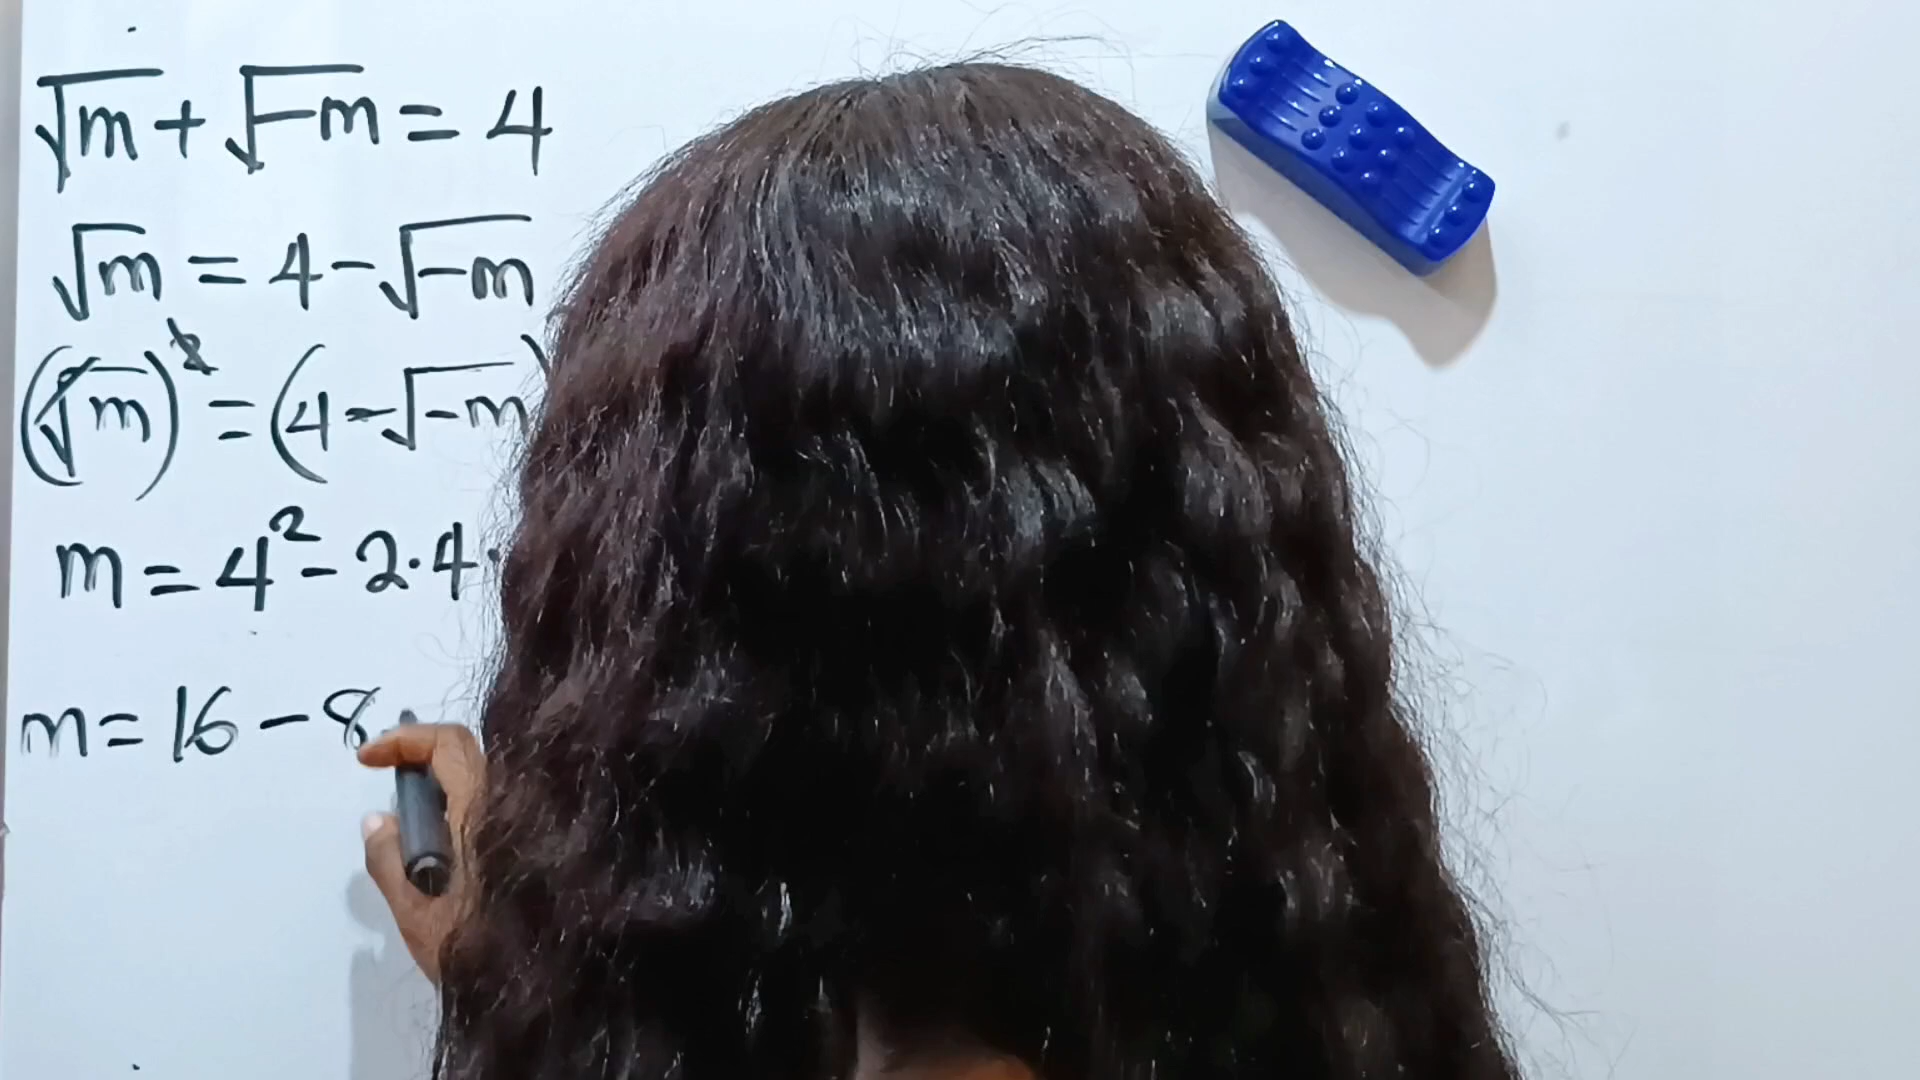 √m + √-m = 4
√m = 4 - √-m
(√m)² = (4 - √-m)
m = 4² - 2·4·
m = 16 - 8